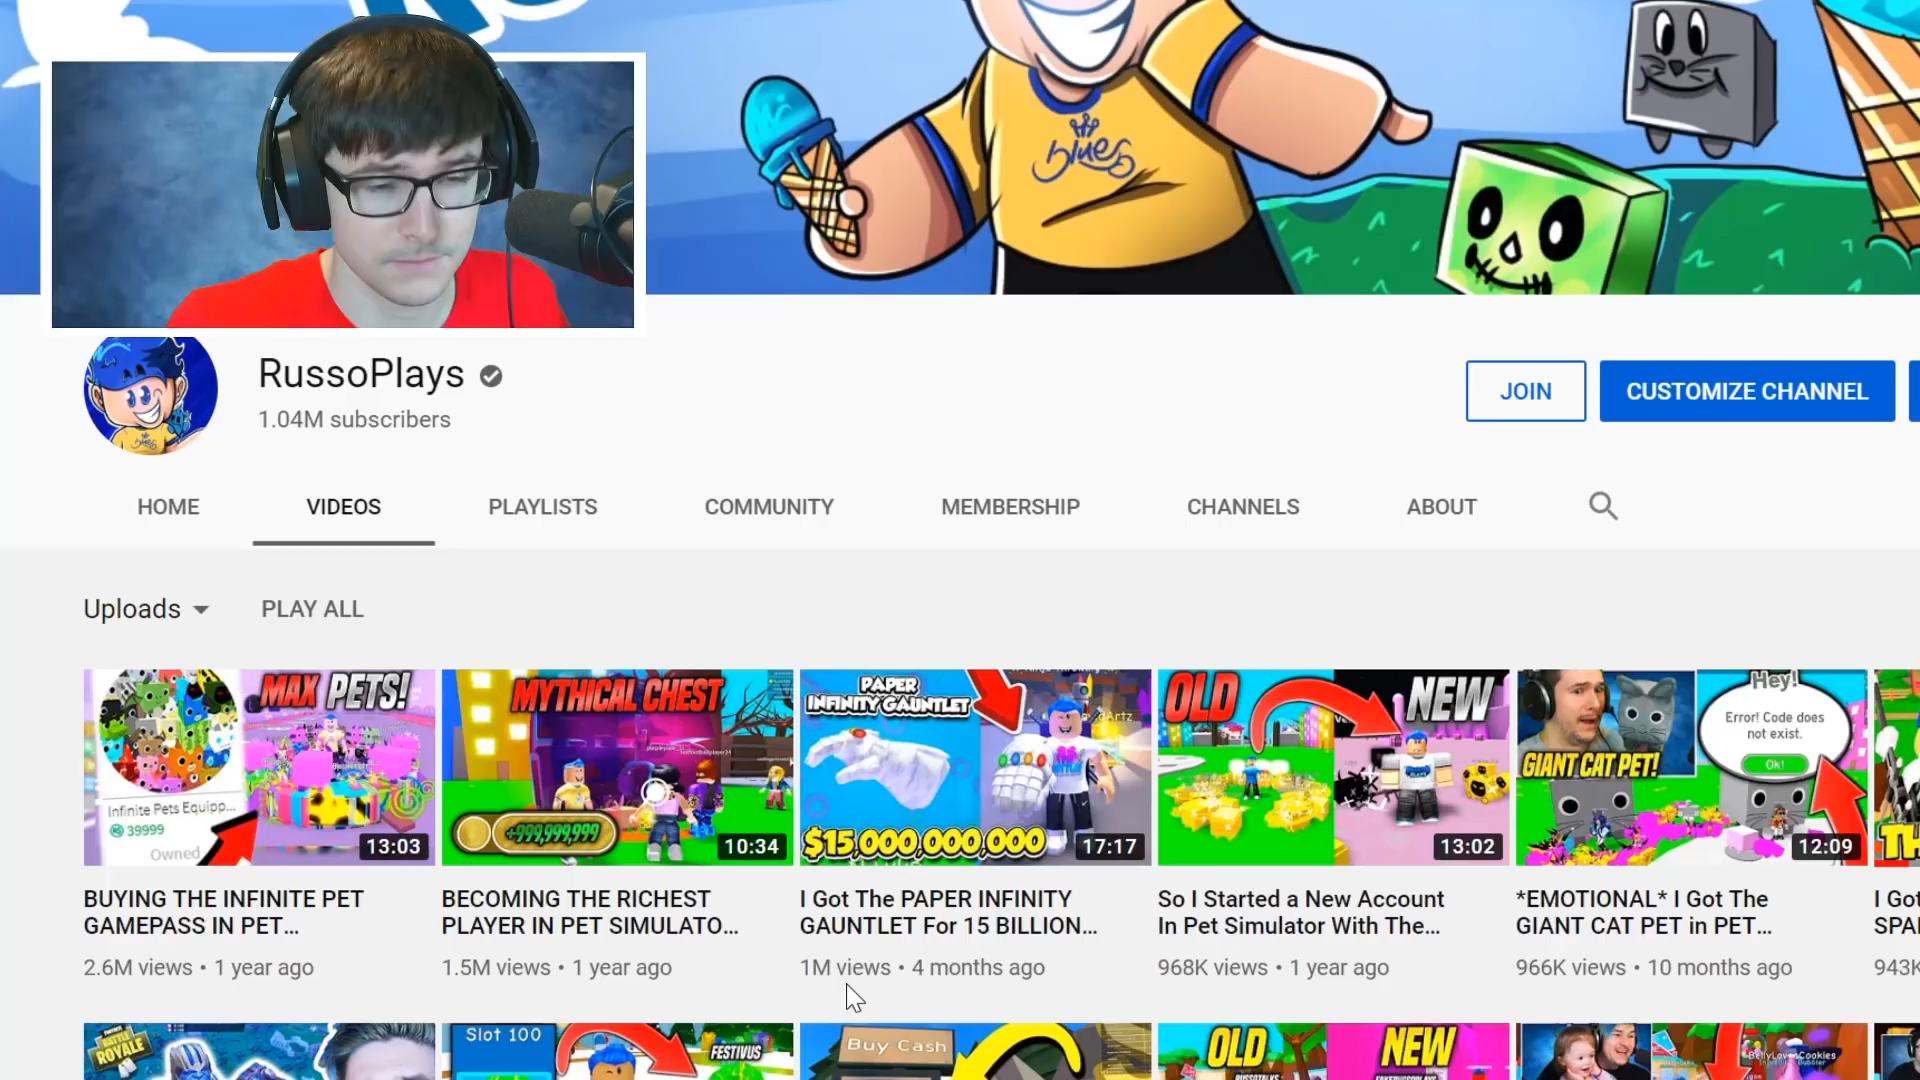 blues
RussoPlays
1.04M subscribers
JOIN
CUSTOMIZE CHANNEL
HOME
VIDEOS
PLAYLISTS
COMMUNITY
MEMBERSHIP
CHANNELS
ABOUT
Uploads
PLAY ALL
MAX PETS!
Infinite Pets Equipp...
39999
Owned
13:03
MYTHICAL CHEST
+999,999,999
10:34
PAPER
INFINITY GAUNTLET
$15,000,000,000
17:17
OLD
NEW
13:02
GIANT CAT PET!
Hey!
Error! Code does
not exist.
Ok!
12:09
BUYING THE INFINITE PET
GAMEPASS IN PET...
2.6M views • 1 year ago
BECOMING THE RICHEST
PLAYER IN PET SIMULATO...
1.5M views • 1 year ago
I Got The PAPER INFINITY
GAUNTLET For 15 BILLION...
1M views • 4 months ago
So I Started a New Account
In Pet Simulator With The...
968K views • 1 year ago
*EMOTIONAL* I Got The
GIANT CAT PET in PET...
966K views • 10 months ago
I Got
943K
BATTLE
ROYALE
Slot 100
FESTIVUS
Buy Cash
OLD
NEW
BellyLovesCookies